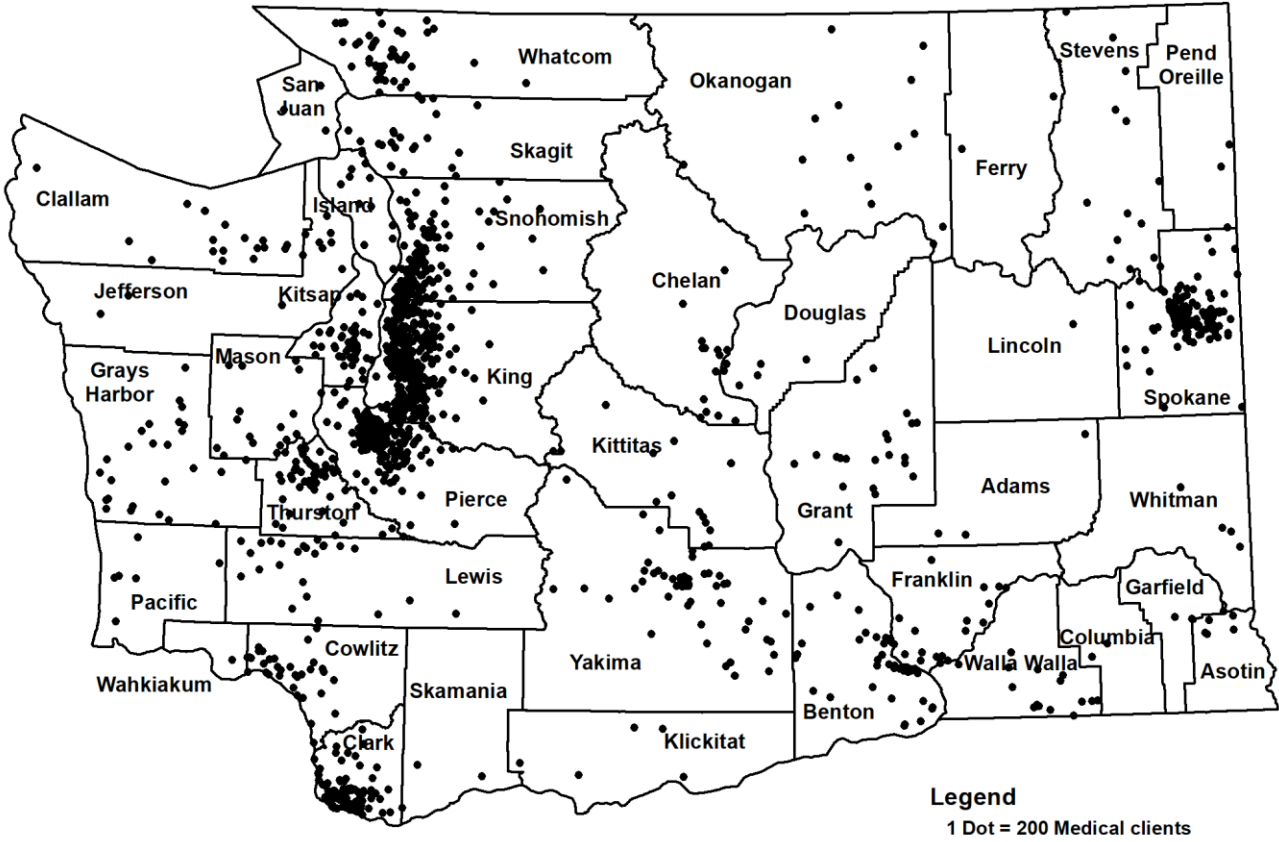 Whatcom
Stevens
Pend
Oreille
Okanogan
San
Juan
Skagit
Ferry
Clallam
Island
Snohomish
Chelan
Jefferson
Kitsap
Douglas
Lincoln
Mason
Grays
Harbor
King
Spokane
Kittitas
Adams
Whitman
Pierce
Thurston
Grant
Lewis
Franklin
Garfield
Pacific
Cowlitz
Columbia
Yakima
Walla Walla
Asotin
Wahkiakum
Skamania
Benton
Clark
Klickitat
Legend
1 Dot = 200 Medical clients